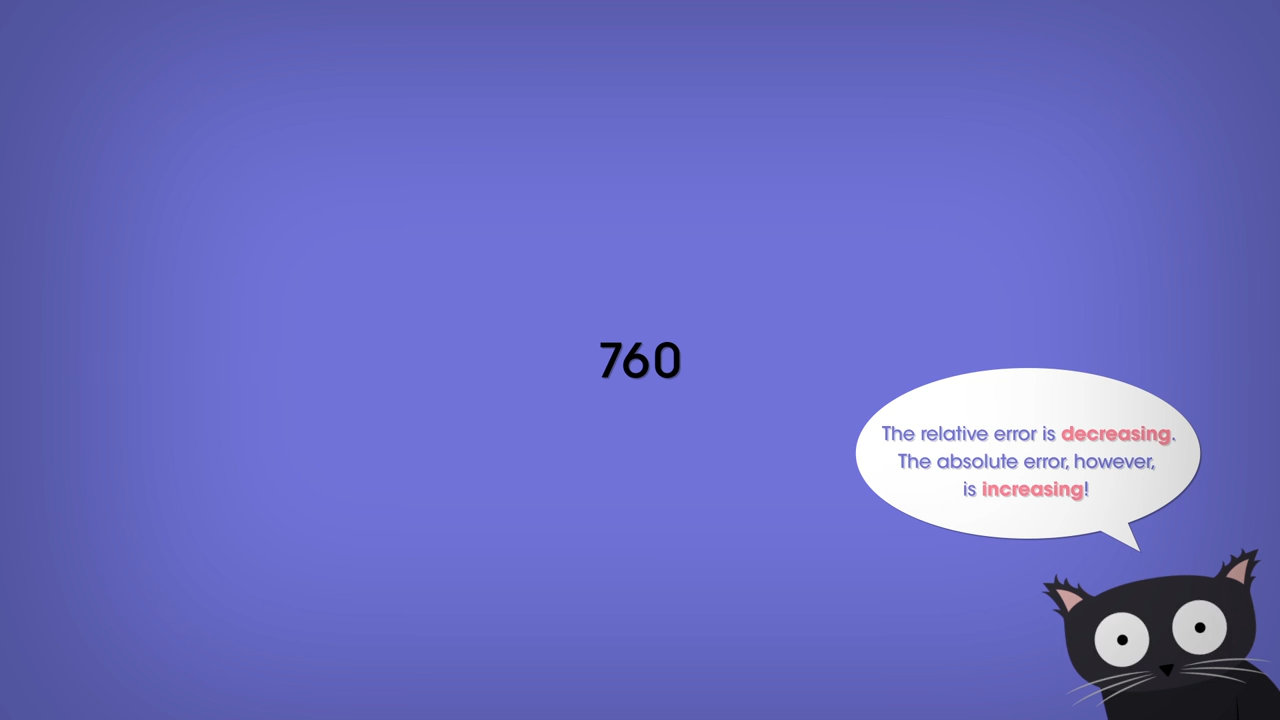 760
The relative error is decreasing.
The absolute error, however,
is increasing!